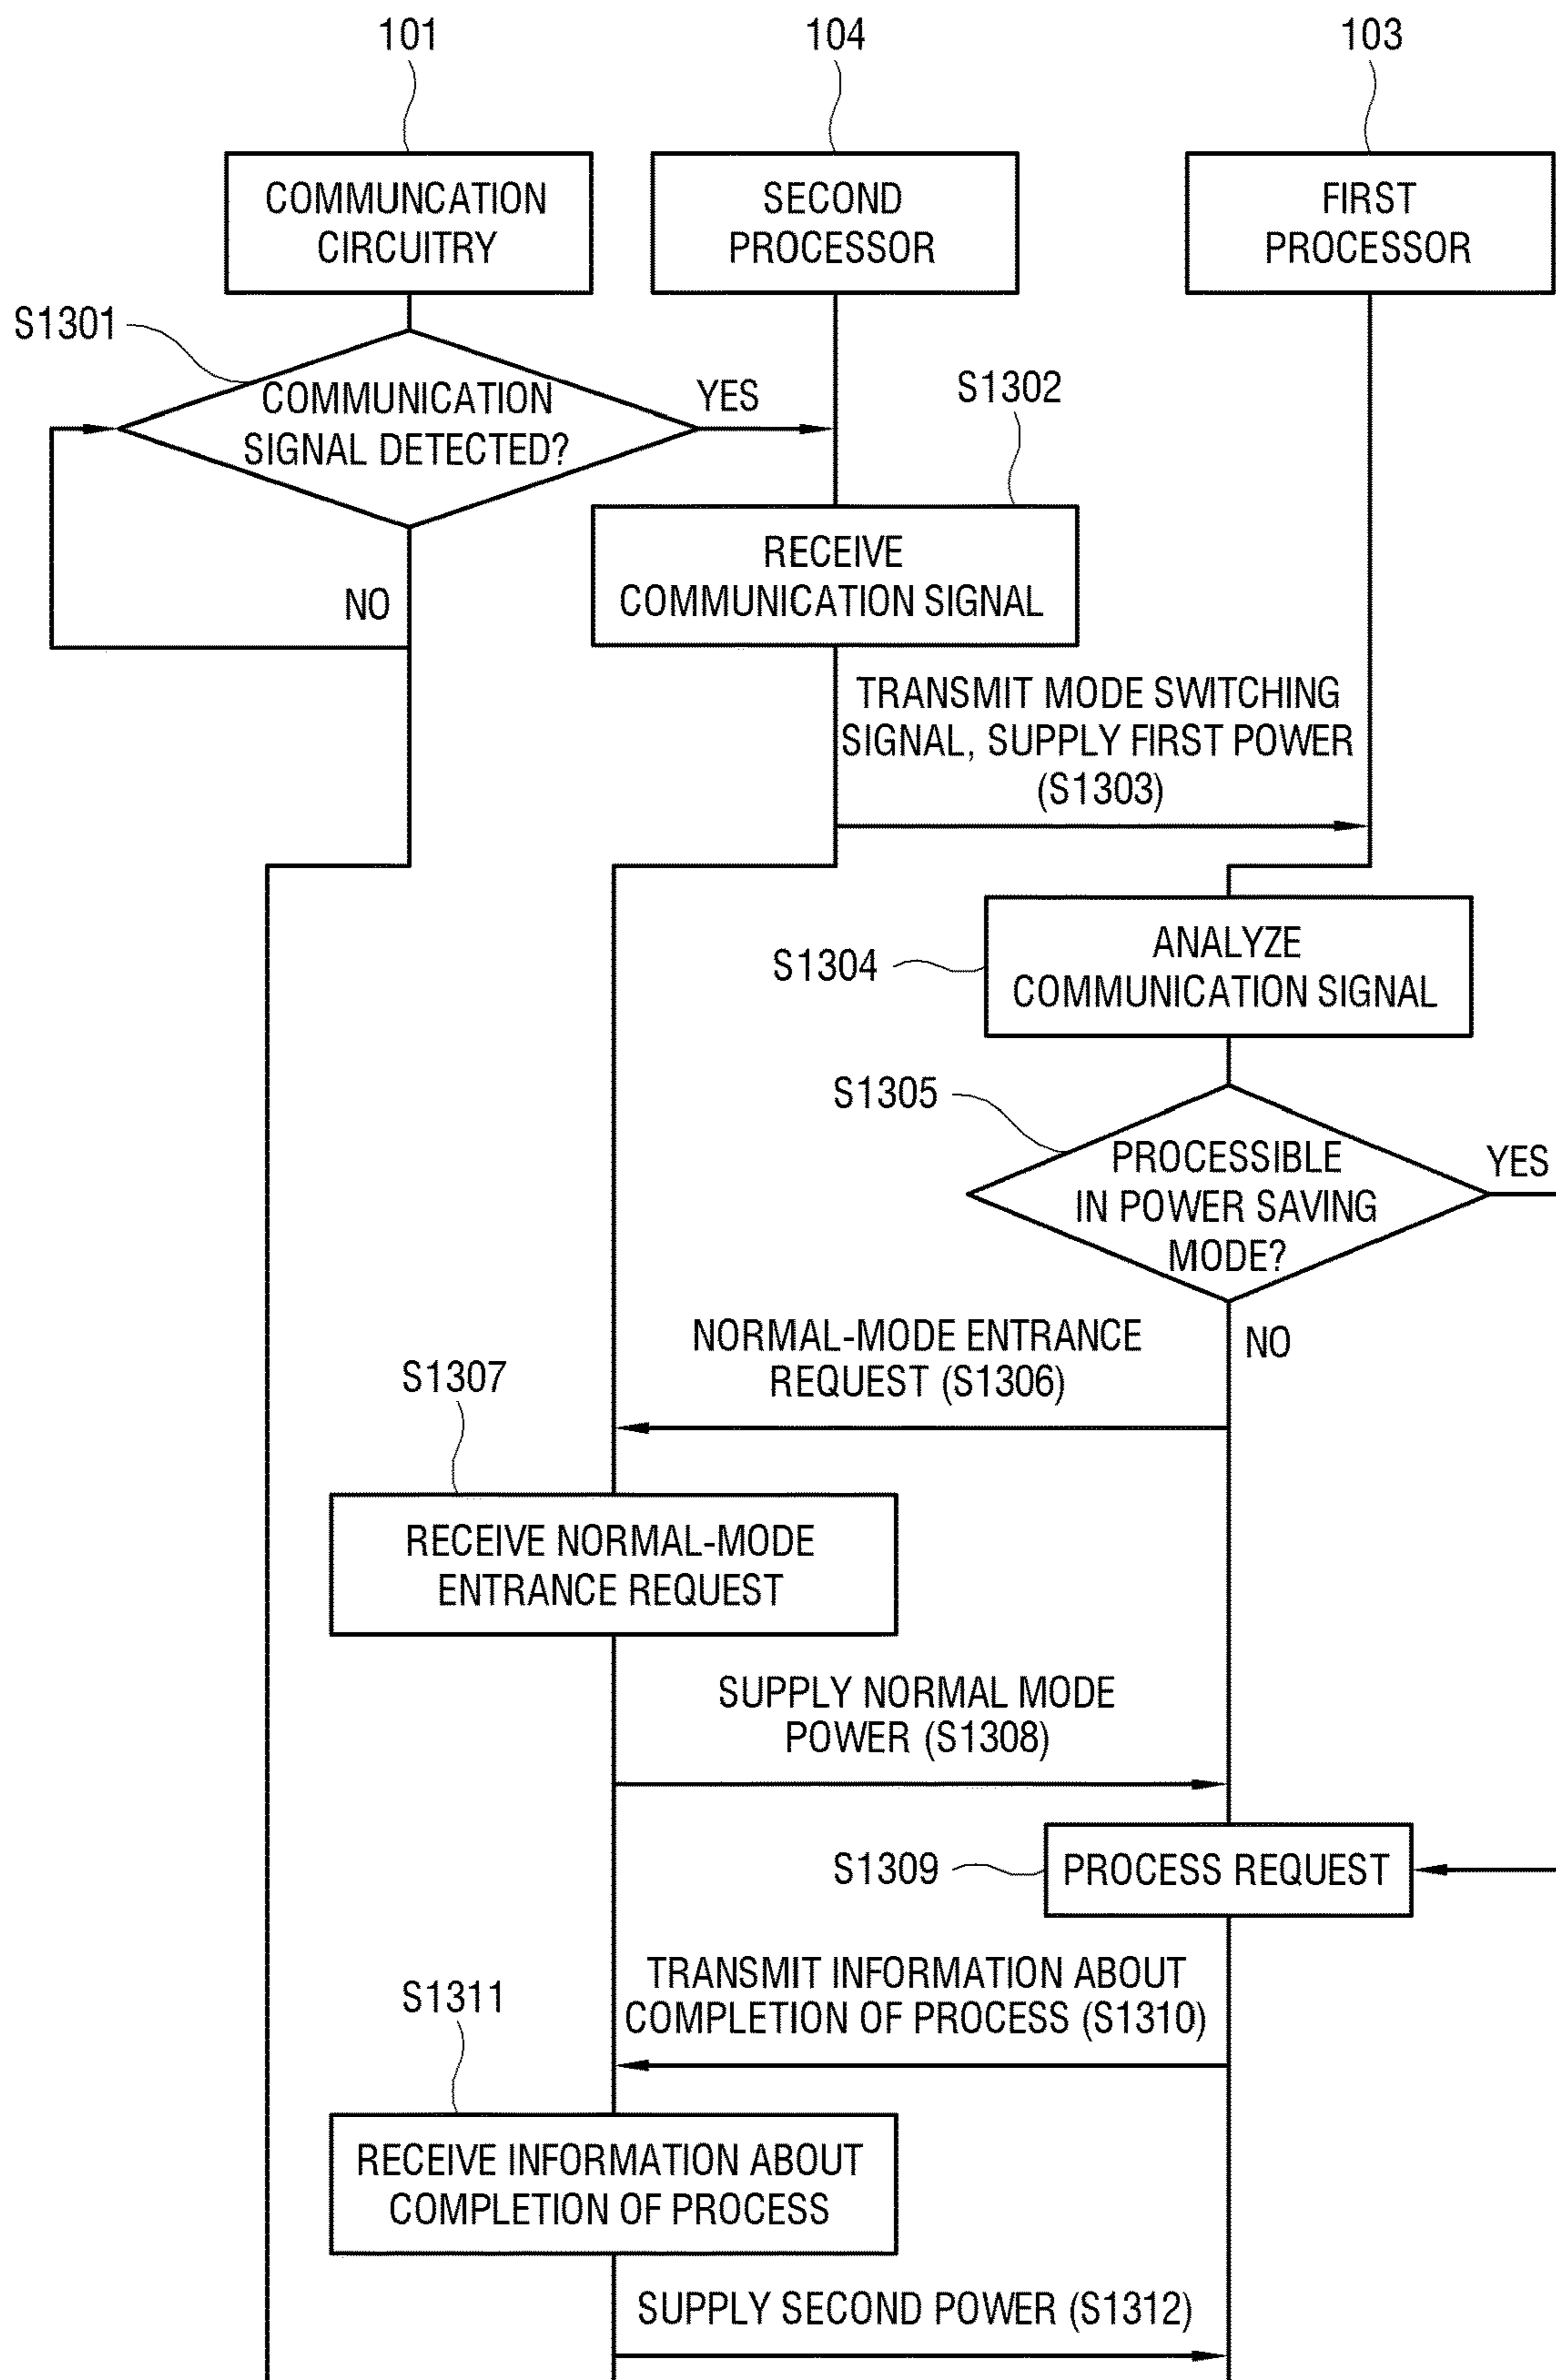 101
104
103
COMMUNCATION
CIRCUITRY
SECOND
PROCESSOR
FIRST
PROCESSOR
S1301
COMMUNICATION
SIGNAL DETECTED?
YES
S1302
RECEIVE
COMMUNICATION SIGNAL
NO
TRANSMIT MODE SWITCHING
SIGNAL, SUPPLY FIRST POWER
(S1303)
S1304
ANALYZE
COMMUNICATION SIGNAL
S1305
PROCESSIBLE
IN POWER SAVING
MODE?
YES
NO
NORMAL-MODE ENTRANCE
REQUEST (S1306)
S1307
RECEIVE NORMAL-MODE
ENTRANCE REQUEST
SUPPLY NORMAL MODE
POWER (S1308)
S1309
PROCESS REQUEST
TRANSMIT INFORMATION ABOUT
COMPLETION OF PROCESS (S1310)
S1311
RECEIVE INFORMATION ABOUT
COMPLETION OF PROCESS
SUPPLY SECOND POWER (S1312)